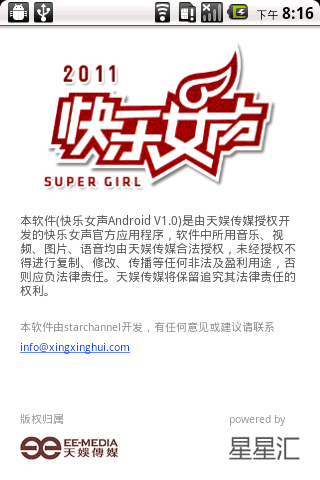 下午 8:16
2011
快乐女声
SUPER GIRL
本软件(快乐女声Android V1.0)是由天娱传媒授权开
发的快乐女声官方应用程序，软件中所用音乐、视
频、图片、语音均由天娱传媒合法授权，未经授权不
得进行复制、修改、传播等任何非法及盈利用途，否
则应负法律责任。天娱传媒将保留追究其法律责任的
权利。
本软件由starchannel开发，有任何意见或建议请联系
info@xingxinghui.com
版权归属
powered by
EE-MEDIA
天娱傳媒
星星汇